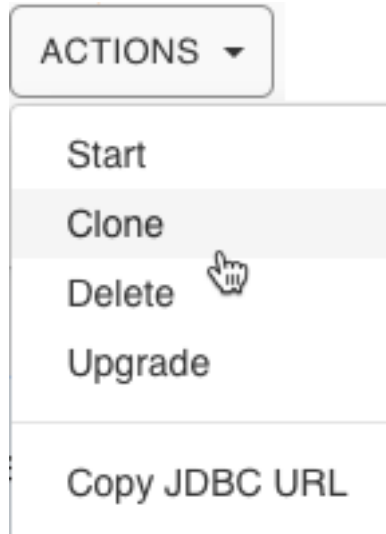 ACTIONS
Start
Clone
Delete
Upgrade
Copy JDBC URL